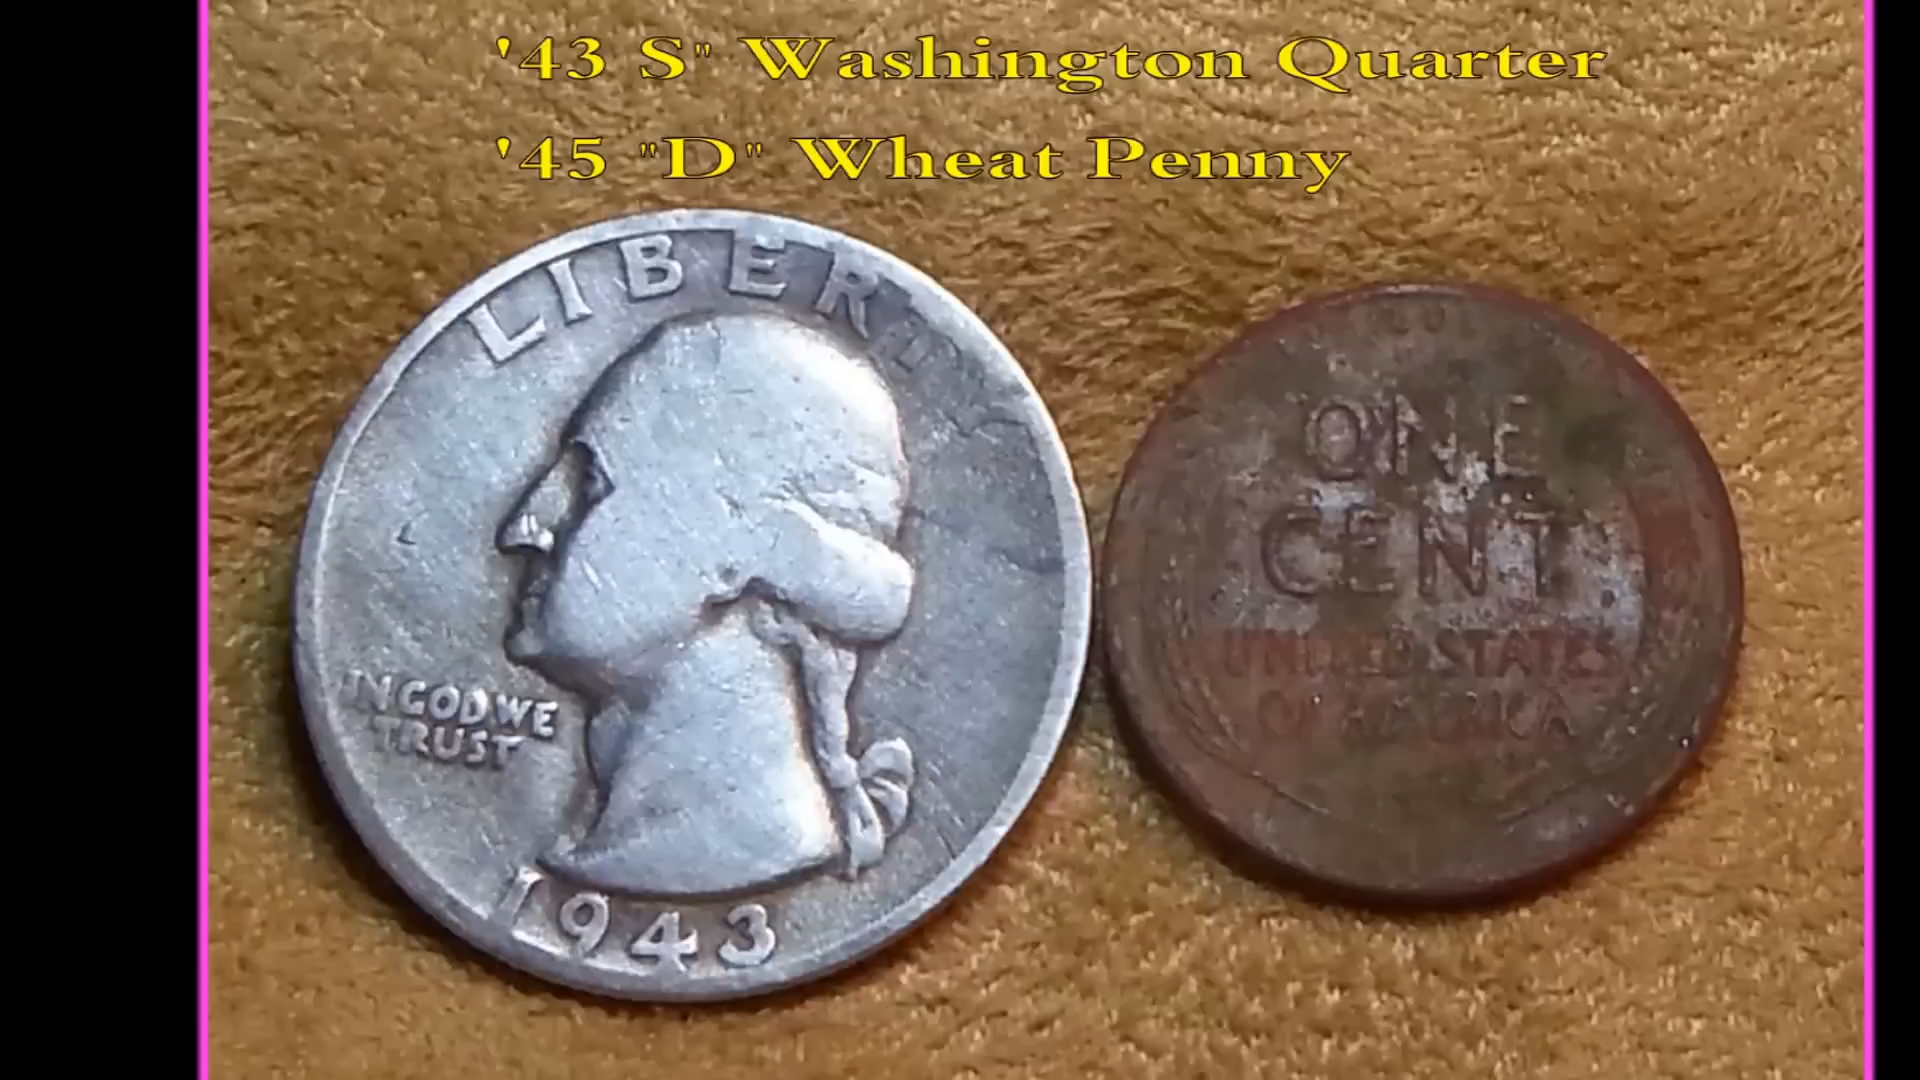 '43 S" Washington Quarter
'45 "D" Wheat Penny
LIBERTY
IN GOD WE
TRUST
1943
ONE
CENT
UNITED STATES
OF AMERICA